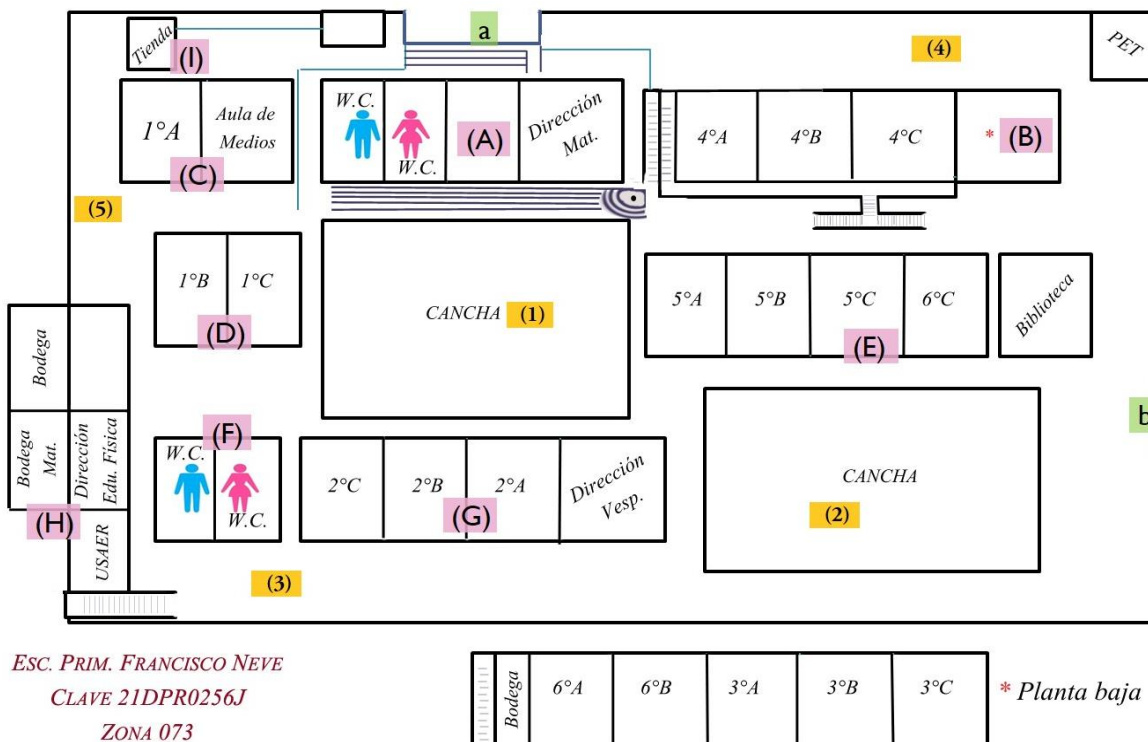 a
Tienda
(I)
(4)
PET
1°A
Aula de
Medios
(C)
W.C.
W.C.
(A)
Dirección
Mat.
4°A
4°B
4°C
* (B)
(5)
1°B
1°C
(D)
CANCHA (1)
5°A
5°B
5°C
6°C
(E)
Biblioteca
Bodega
Bodega
Mat.
Dirección
Edu. Física
(H)
USAER
(F)
W.C.
W.C.
2°C
2°B
2°A
(G)
Dirección
Vesp.
CANCHA
(2)
b
(3)
ESC. PRIM. FRANCISCO NEVE
CLAVE 21DPR0256J
ZONA 073
Bodega
6°A
6°B
3°A
3°B
3°C
* Planta baja